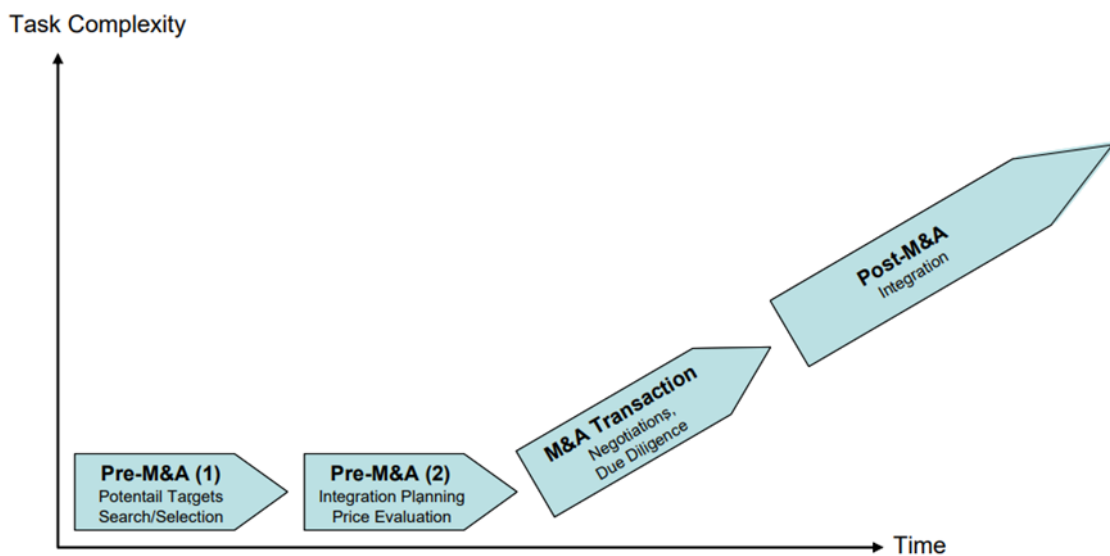 Task Complexity
Pre-M&A (1)
Potentail Targets
Search/Selection
Pre-M&A (2)
Integration Planning
Price Evaluation
M&A Transaction
Negotiations,
Due Diligence
Post-M&A
Integration
Time